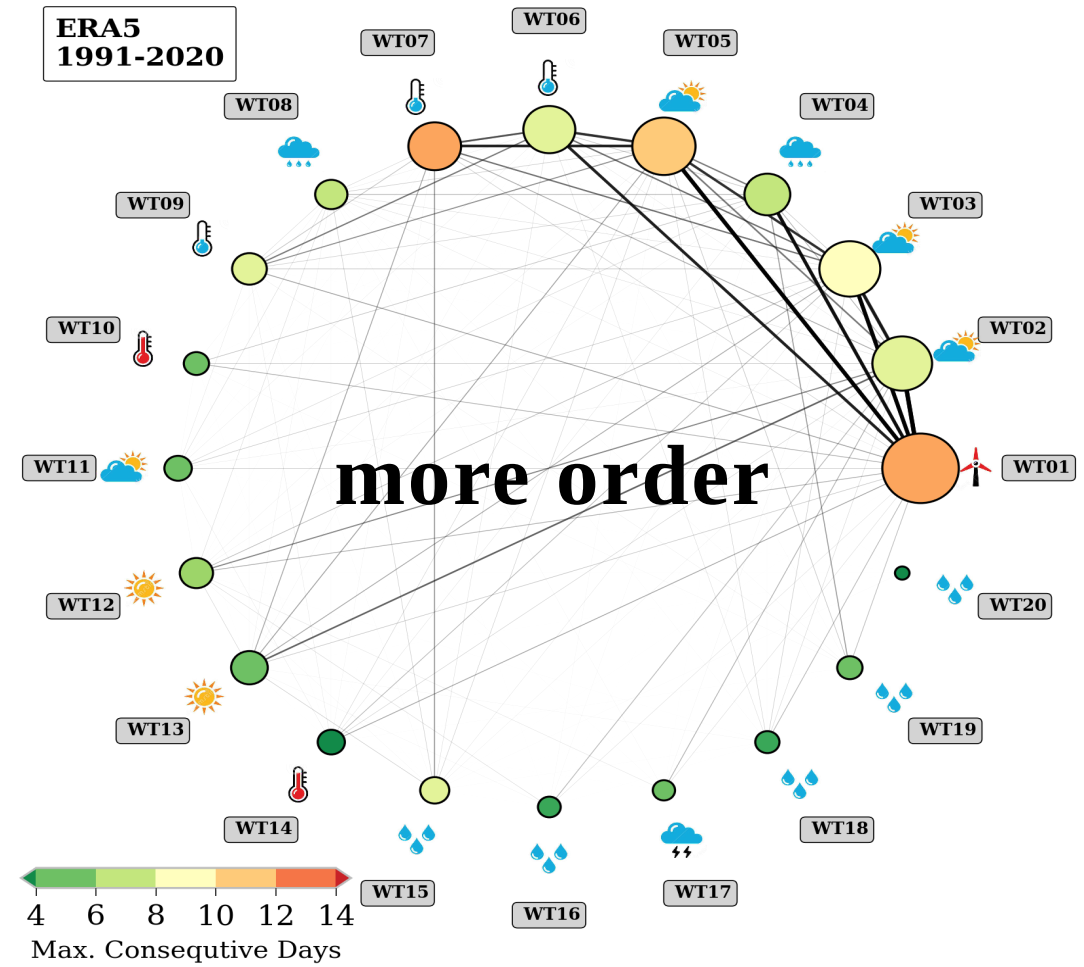 ERA5
1991-2020
WT06
WT07
WT05
WT08
WT04
WT09
WT03
WT10
WT02
WT11
more order
WT01
WT12
WT20
WT13
WT19
WT14
WT18
WT15
WT17
WT16
4 6 8 10 12 14
Max. Consequtive Days